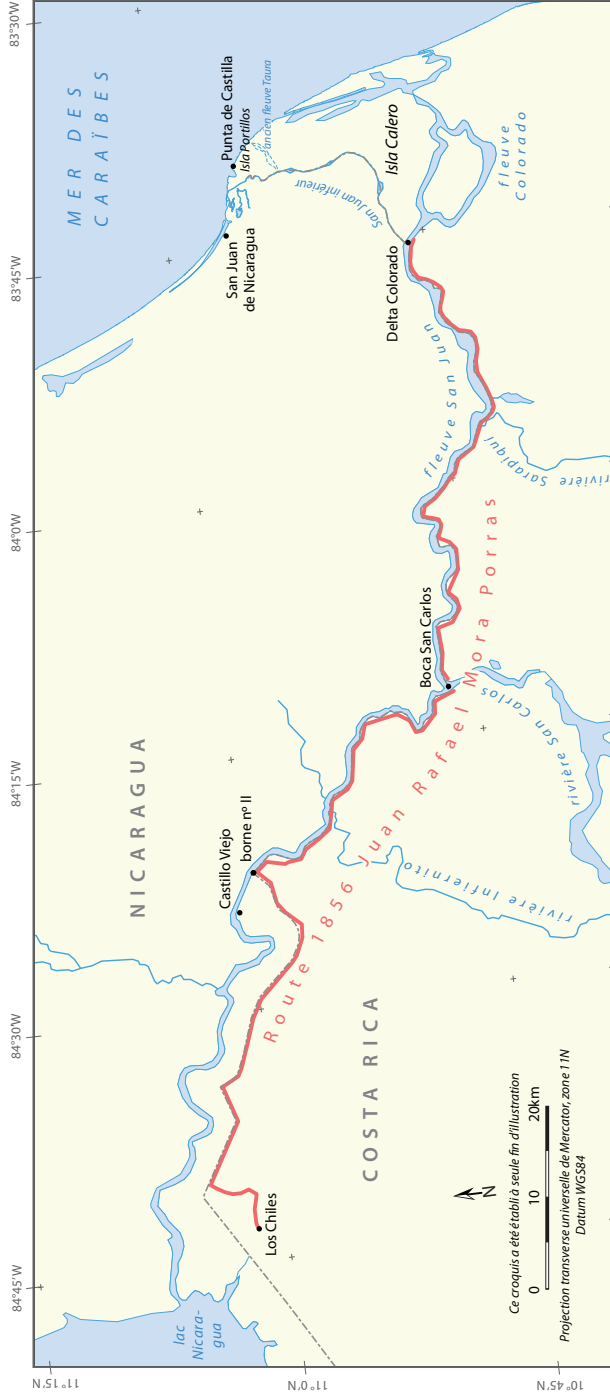 84°45'W
84°30'W
84°15'W
84°0'W
83°45'W
83°30'W
11°15'N
11°0'N
10°45'N
MER DES
CARAÏBES
NICARAGUA
COSTA RICA
lac
Nicara-
gua
Los Chiles
Castillo Viejo
borne nº II
Boca San Carlos
Delta Colorado
San Juan
de Nicaragua
Punta de Castilla
Isla Portillos
ancien fleuve Taura
San Juan inférieur
Isla Calero
fleuve
Colorado
fleuve San Juan
rivière Sarapiquí
rivière San Carlos
rivière Infiernito
Route 1856 Juan Rafael Mora Porras
N
Ce croquis a été établi à seule fin d'illustration
0 10 20km
Projection transverse universelle de Mercator, zone 11N
Datum WGS84